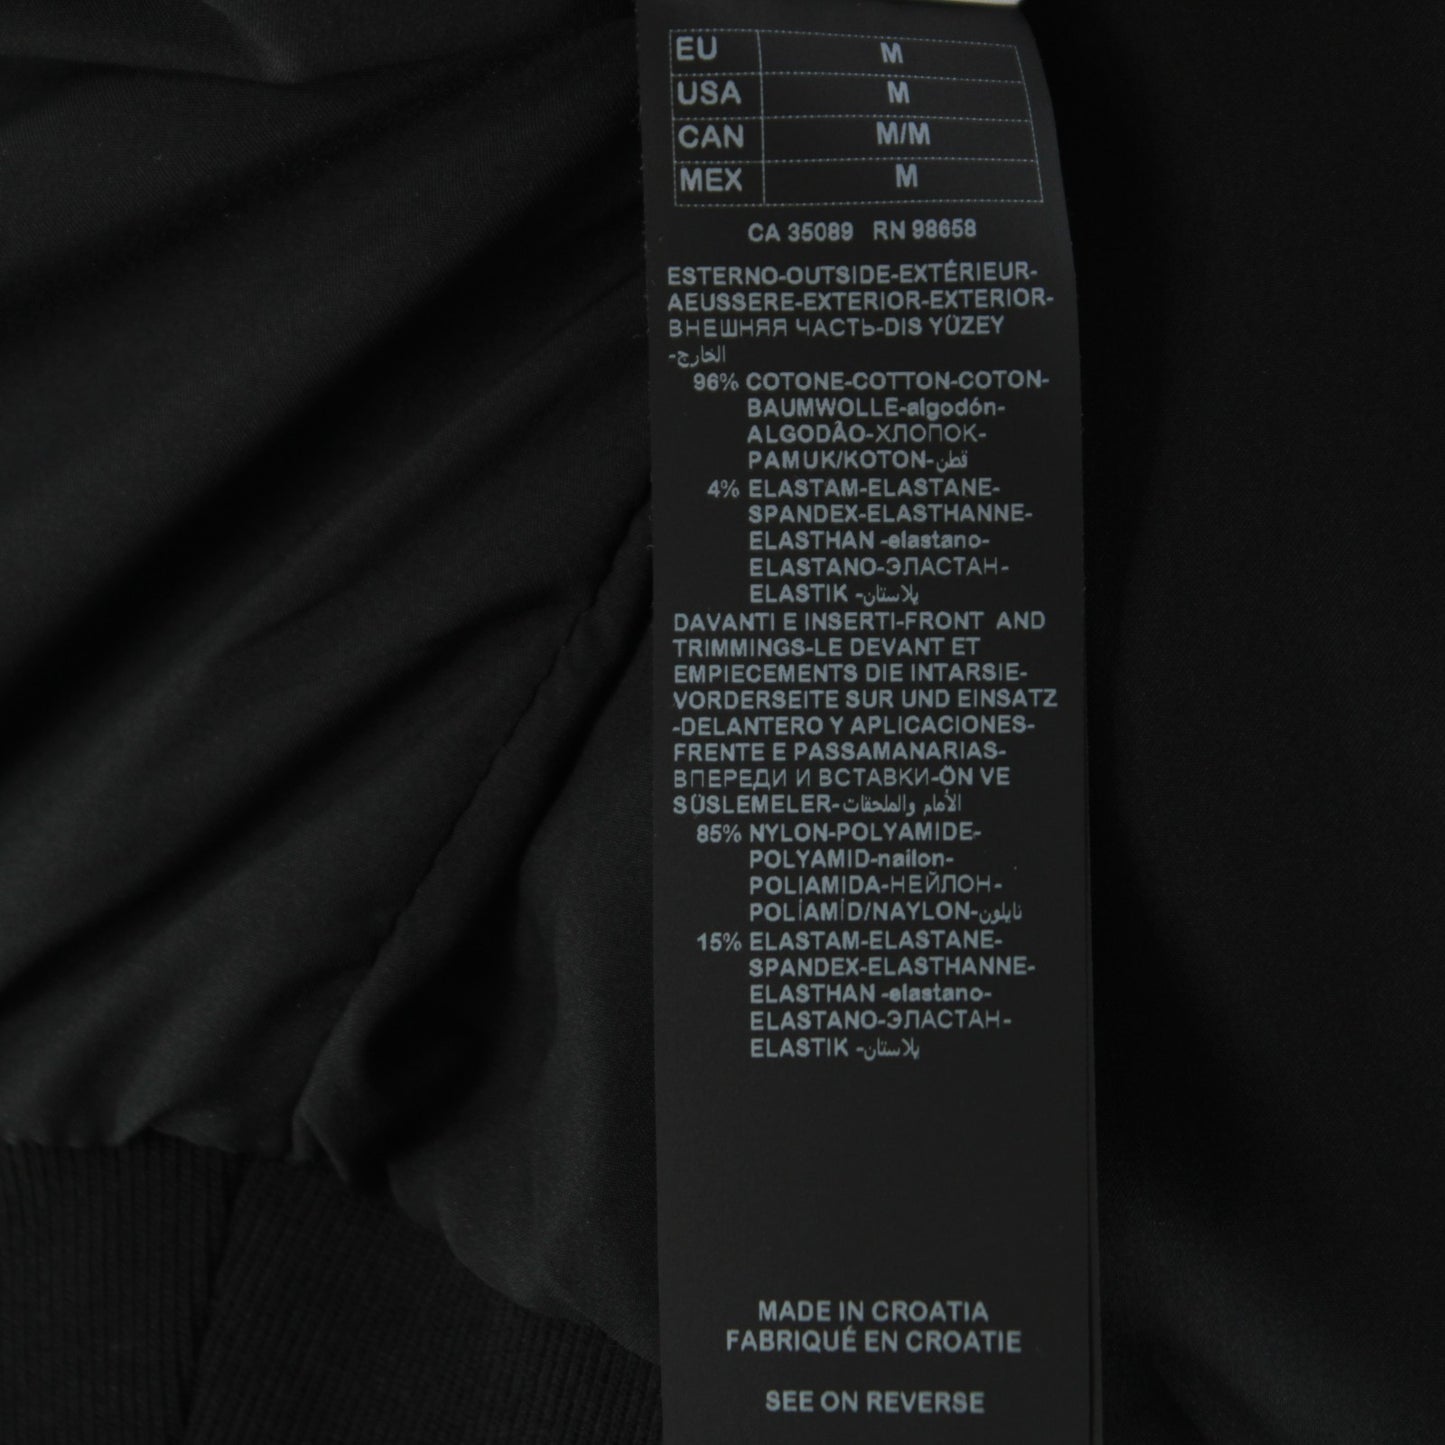 EU M
USA M
CAN M/M
MEX M
CA 35089 RN 98658
ESTERNO-OUTSIDE-EXTÉRIEUR-
AEUSSERE-EXTERIOR-EXTERIOR-
ВНЕШНЯЯ ЧАСТЬ-DIS YÜZEY
-الخارج
96% COTONE-COTTON-COTON-
BAUMWOLLE-algodón-
ALGODÃO-ХЛОПОК-
PAMUK/KOTON-قطن
4% ELASTAM-ELASTANE-
SPANDEX-ELASTHANNE-
ELASTHAN -elastano-
ELASTANO-ЭЛАСТАН-
ELASTIK -يلاستان
DAVANTI E INSERTI-FRONT AND
TRIMMINGS-LE DEVANT ET
EMPIECEMENTS DIE INTARSIE-
VORDERSEITE SUR UND EINSATZ
-DELANTERO Y APLICACIONES-
FRENTE E PASSAMANARIAS-
ВПЕРЕДИ И ВСТАВКИ-ÖN VE
SÜSLEMELER-الأمام والملحقات
85% NYLON-POLYAMIDE-
POLYAMID-nailon-
POLIAMIDA-НЕЙЛОН-
POLİAMİD/NAYLON-نايلون
15% ELASTAM-ELASTANE-
SPANDEX-ELASTHANNE-
ELASTHAN -elastano-
ELASTANO-ЭЛАСТАН-
ELASTIK -يلاستان
MADE IN CROATIA
FABRIQUÉ EN CROATIE
SEE ON REVERSE